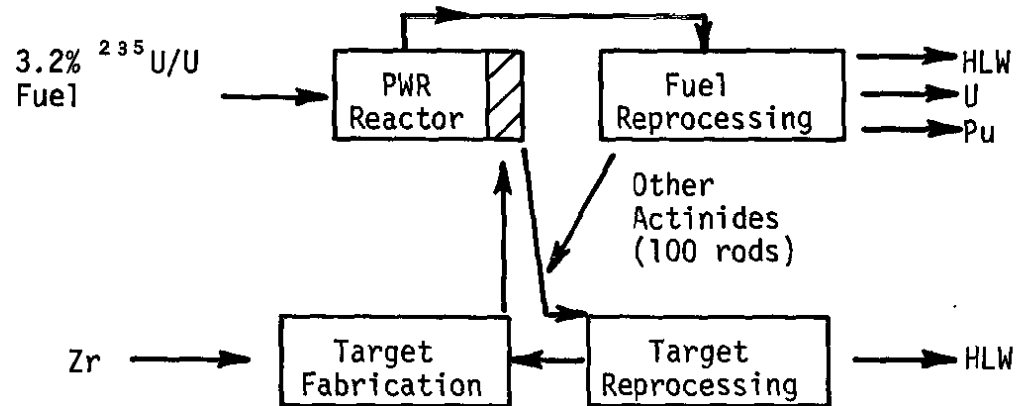 3.2% ²³⁵U/U
Fuel
PWR
Reactor
Fuel
Reprocessing
HLW
U
Pu
Other
Actinides
(100 rods)
Zr
Target
Fabrication
Target
Reprocessing
HLW